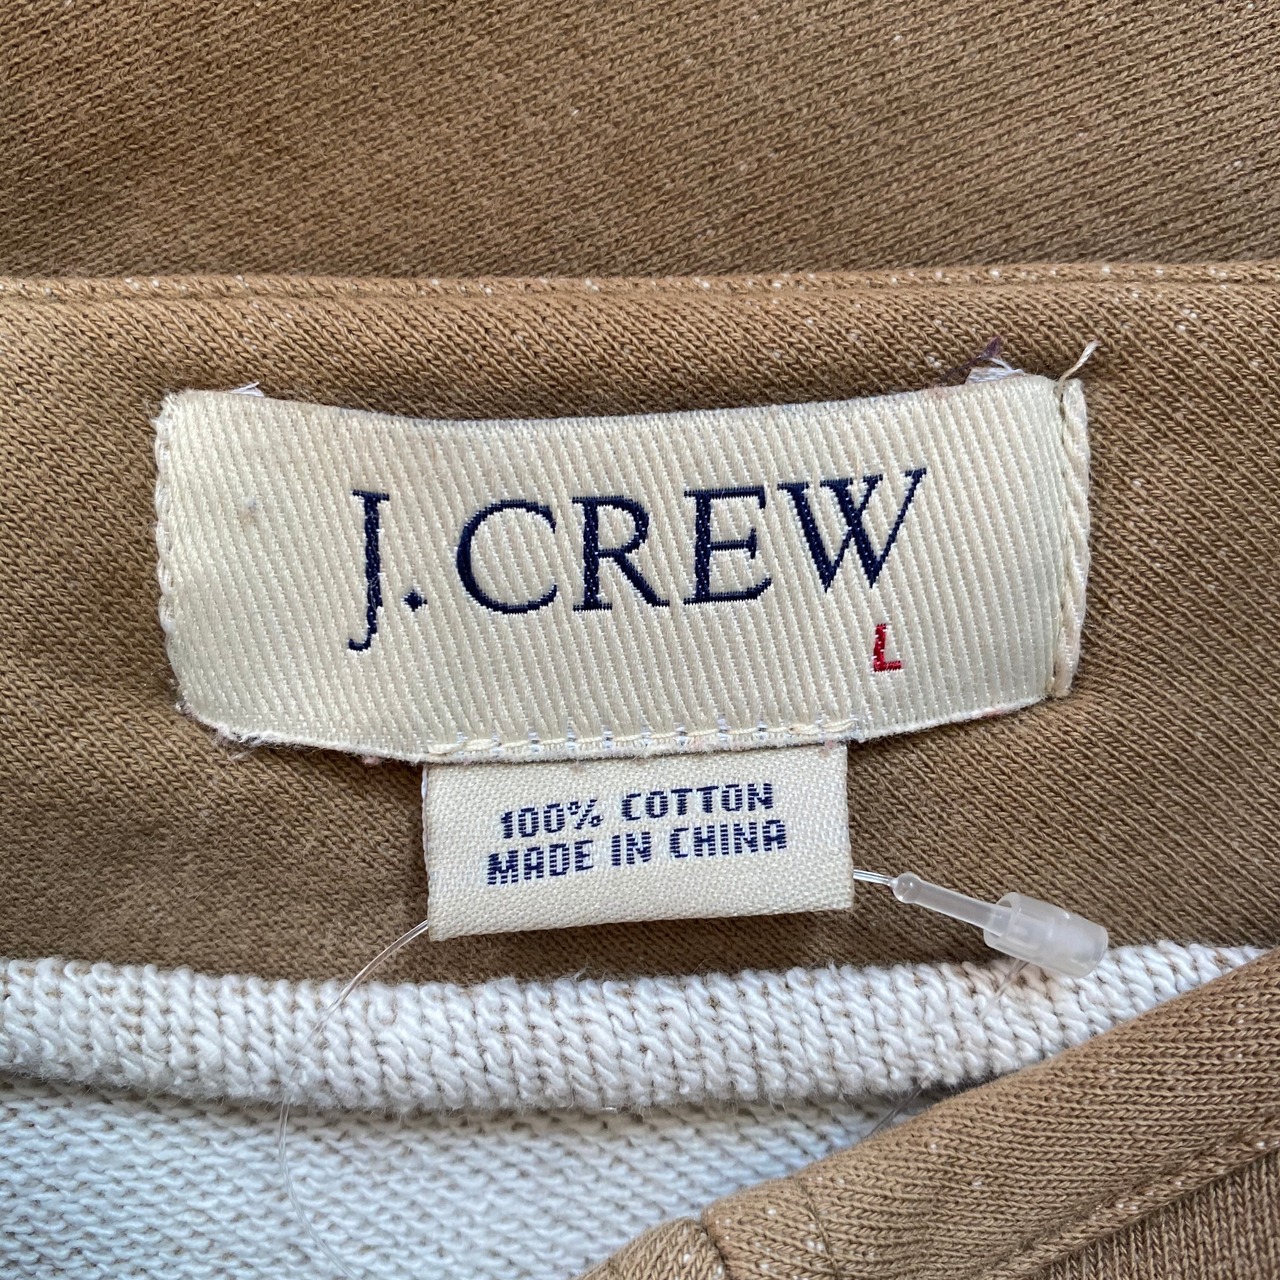 J. CREW
L
100% COTTON
MADE IN CHINA